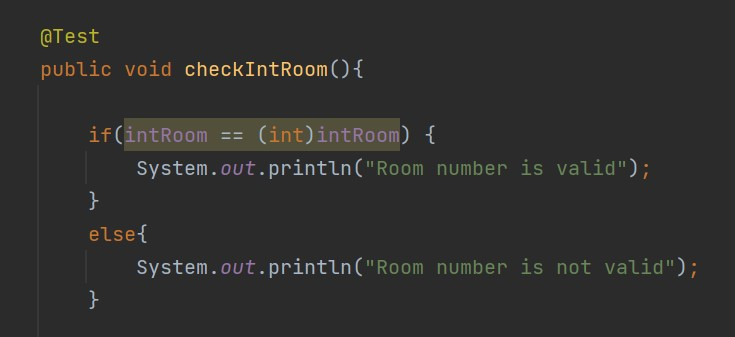 @Test
public void checkIntRoom(){
if(intRoom == (int)intRoom) {
System.out.println("Room number is valid");
}
else{
System.out.println("Room number is not valid");
}